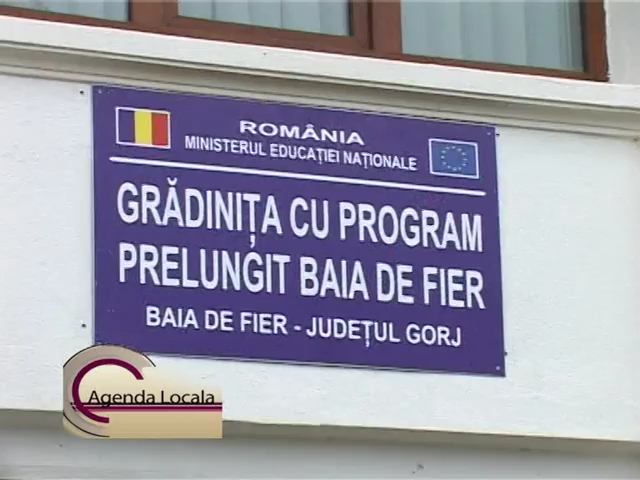 ROMÂNIA
MINISTERUL EDUCAȚIEI NAȚIONALE
GRĂDINIȚA CU PROGRAM
PRELUNGIT BAIA DE FIER
BAIA DE FIER - JUDEȚUL GORJ
Agenda Locala